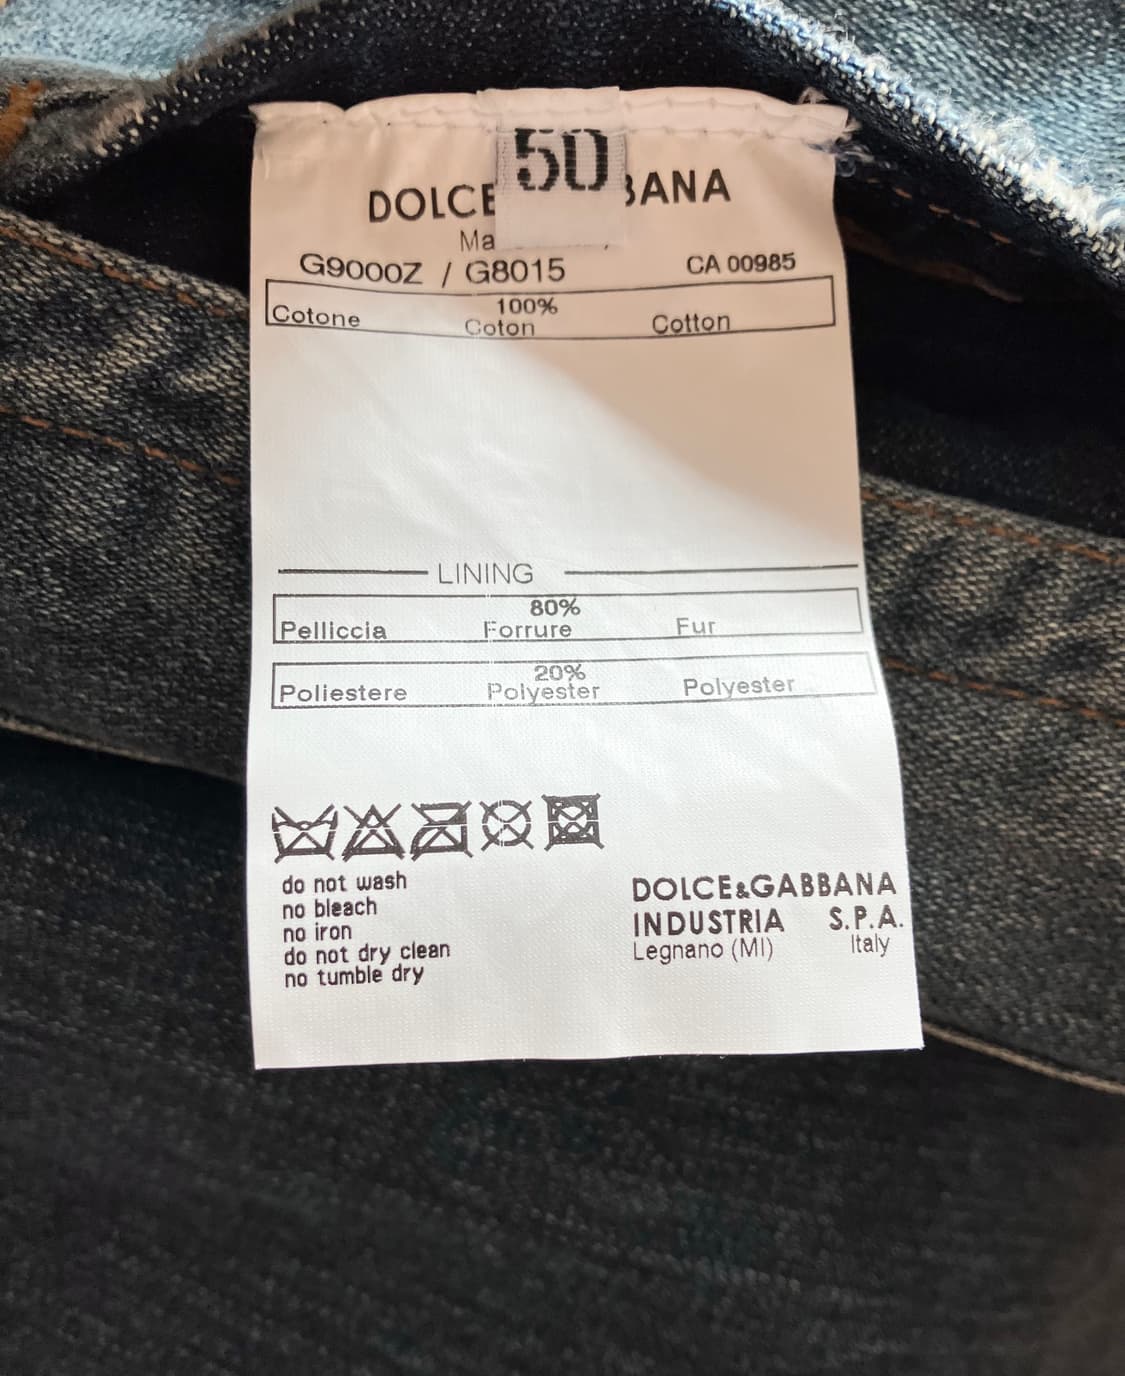 50
DOLCE BANA
Ma
G9000Z / G8015 CA 00985
100%
Cotone Coton Cotton
LINING
80%
Pelliccia Forrure Fur
20%
Poliestere Polyester Polyester
do not wash
no bleach
no iron
do not dry clean
no tumble dry
DOLCE&GABBANA
INDUSTRIA S.P.A.
Legnano (MI) Italy